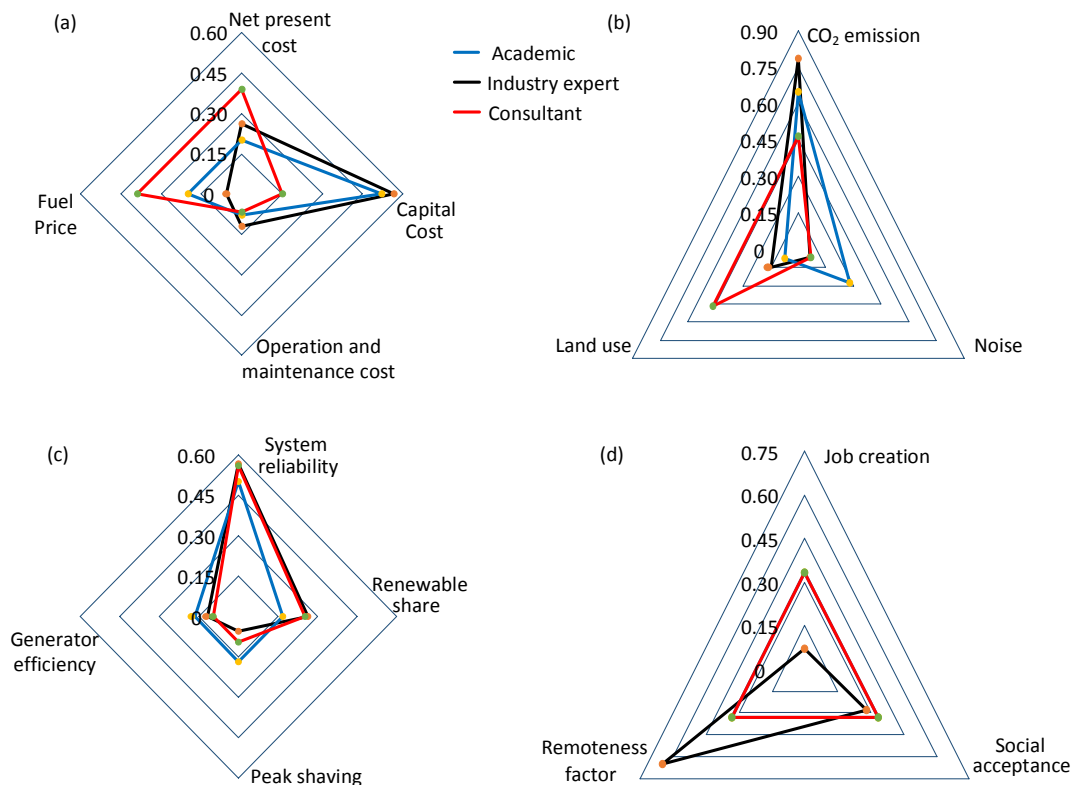 (a)
Net present
cost
0.60
0.45
0.30
0.15
0
Fuel
Price
Capital
Cost
Operation and
maintenance cost
Academic
Industry expert
Consultant
(b)
CO₂ emission
0.90
0.75
0.60
0.45
0.30
0.15
0
Land use
Noise
(c)
System
reliability
0.60
0.45
0.30
0.15
0
Renewable
share
Generator
efficiency
Peak shaving
(d)
Job creation
0.75
0.60
0.45
0.30
0.15
0
Remoteness
factor
Social
acceptance